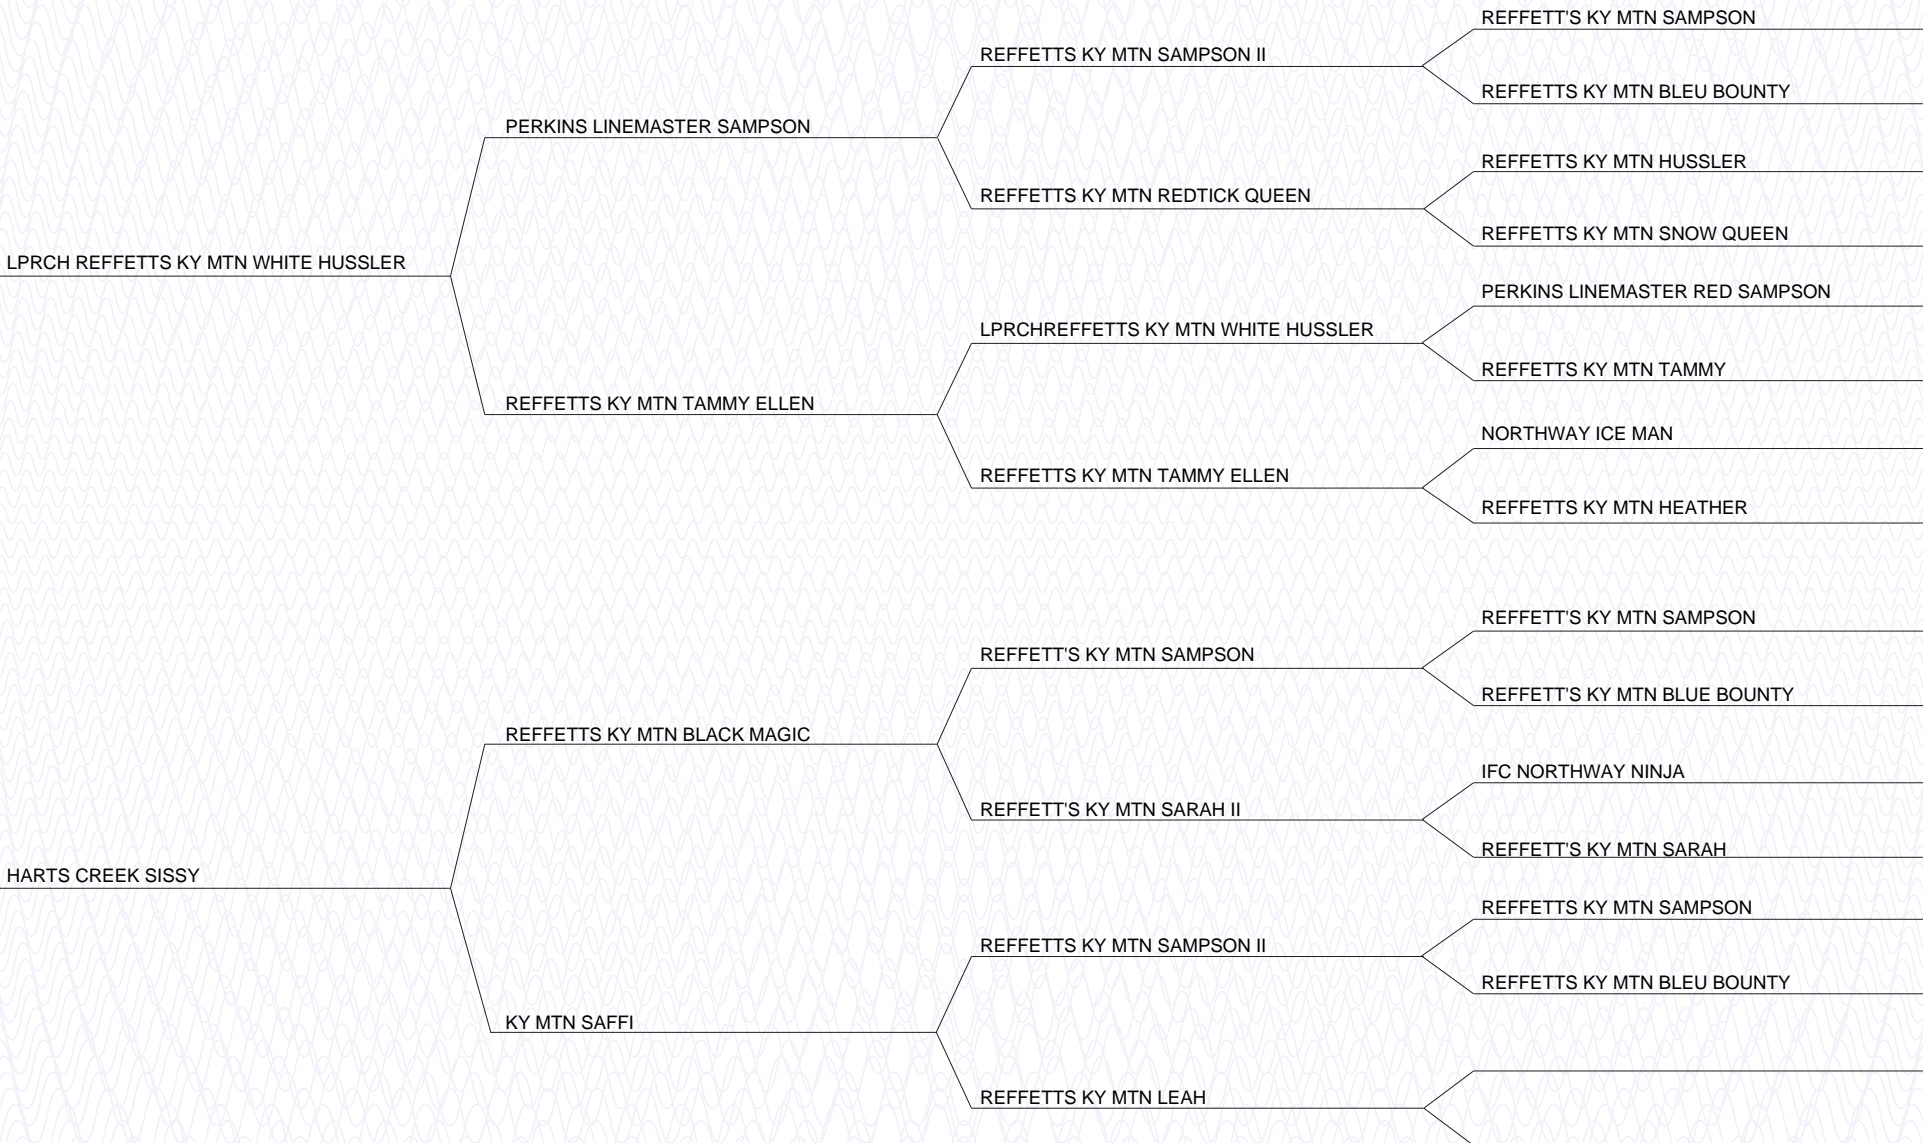 REFFETT'S KY MTN SAMPSON
REFFETTS KY MTN SAMPSON II
REFFETTS KY MTN BLEU BOUNTY
PERKINS LINEMASTER SAMPSON
REFFETTS KY MTN HUSSLER
REFFETTS KY MTN REDTICK QUEEN
REFFETTS KY MTN SNOW QUEEN
LPRCH REFFETTS KY MTN WHITE HUSSLER
PERKINS LINEMASTER RED SAMPSON
LPRCHREFFETTS KY MTN WHITE HUSSLER
REFFETTS KY MTN TAMMY
REFFETTS KY MTN TAMMY ELLEN
NORTHWAY ICE MAN
REFFETTS KY MTN TAMMY ELLEN
REFFETTS KY MTN HEATHER
REFFETT'S KY MTN SAMPSON
REFFETT'S KY MTN SAMPSON
REFFETT'S KY MTN BLUE BOUNTY
REFFETTS KY MTN BLACK MAGIC
IFC NORTHWAY NINJA
REFFETT'S KY MTN SARAH II
REFFETT'S KY MTN SARAH
HARTS CREEK SISSY
REFFETTS KY MTN SAMPSON
REFFETTS KY MTN SAMPSON II
REFFETTS KY MTN BLEU BOUNTY
KY MTN SAFFI
REFFETTS KY MTN LEAH